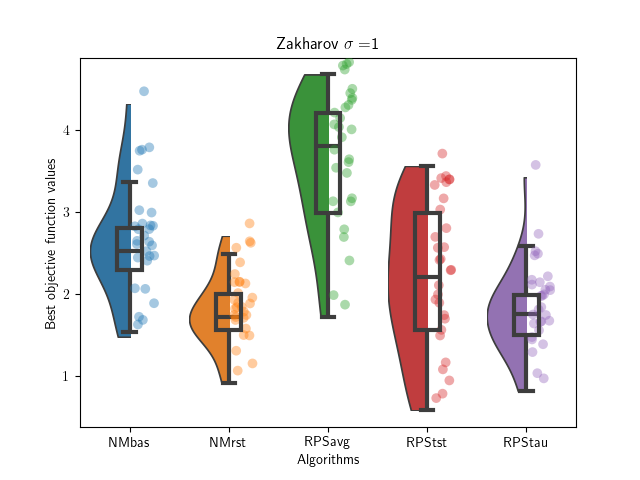 Zakharov σ =1
Best objective function values
4
3
2
1
NMbas NMrst RPSavg RPStst RPStau
Algorithms